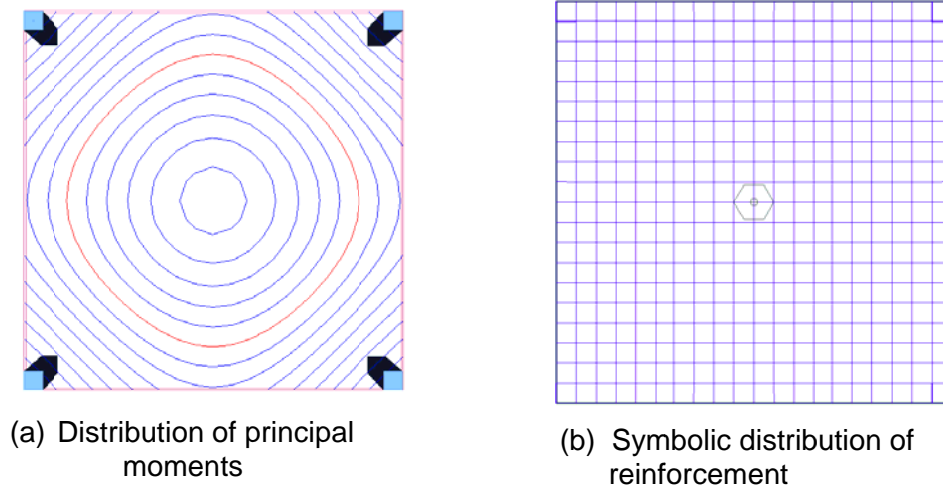 (a) Distribution of principal
moments
(b) Symbolic distribution of
reinforcement